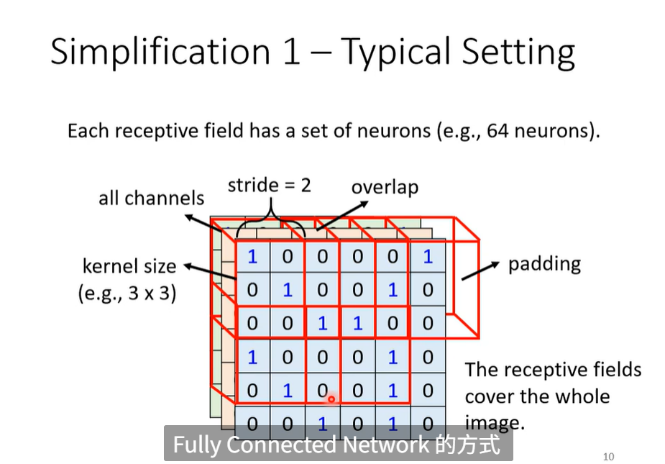 Simplification 1 – Typical Setting
Each receptive field has a set of neurons (e.g., 64 neurons).
all channels
stride = 2
overlap
kernel size
(e.g., 3 x 3)
padding
1 0 0 0 0 1
0 1 0 0 1 0
0 0 1 1 0 0
1 0 0 0 1 0
0 1 0 0 1 0
0 0 1 0 1 0
The receptive fields
cover the whole
image.
Fully Connected Network 的方式
10